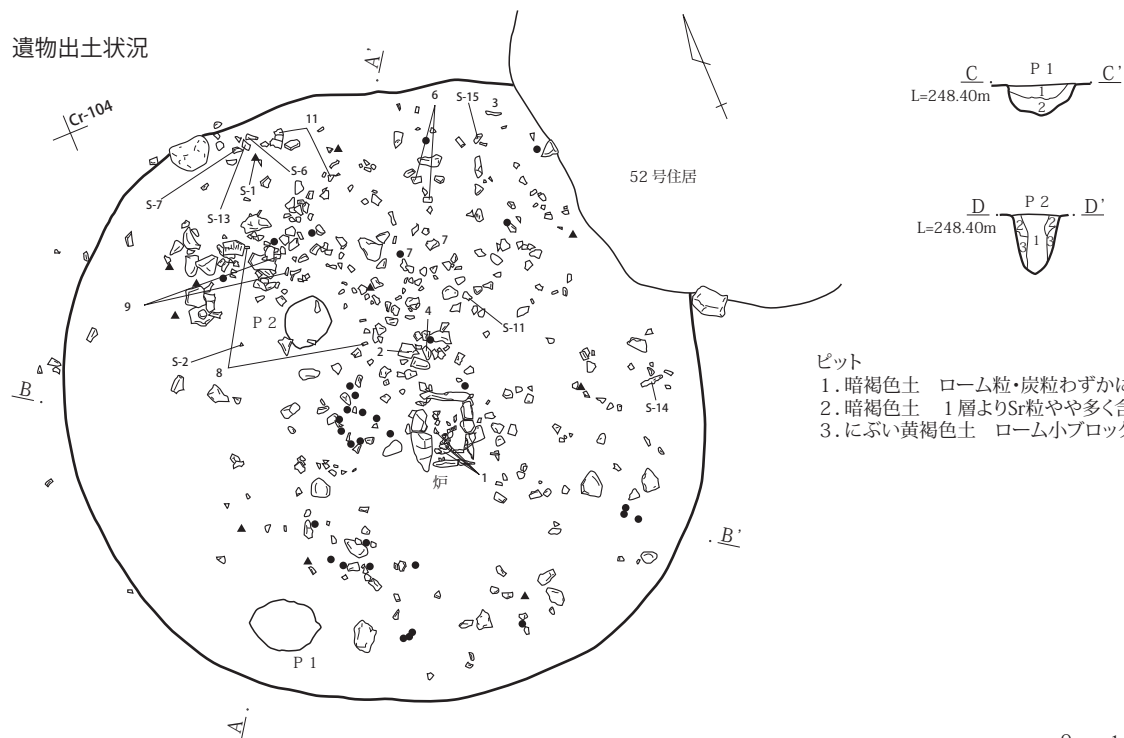 遺物出土状況
Cr-104
A'
6
S-15
3
11
S-6
S-1
S-7
S-13
52号住居
7
7
9
P 2
4
S-11
S-2
8
2
S-14
B
炉
1
B'
P 1
A
C P 1 C'
L=248.40m
1
2
D P 2 D'
L=248.40m
2 1 2
3 3
ピット
1.暗褐色土 ローム粒・炭粒わずかに
2.暗褐色土 1層よりSr粒やや多く含
3.にぶい黄褐色土 ローム小ブロック